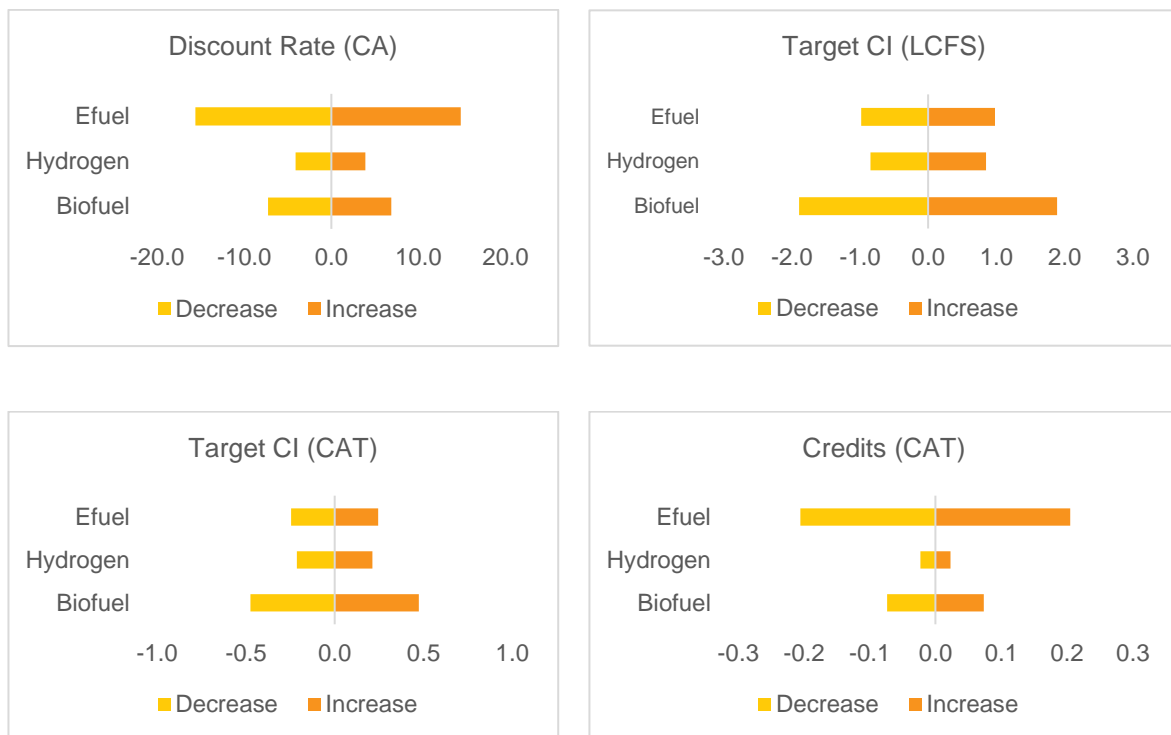 Discount Rate (CA)
Efuel
Hydrogen
Biofuel
-20.0 -10.0 0.0 10.0 20.0
Decrease Increase
Target CI (LCFS)
Efuel
Hydrogen
Biofuel
-3.0 -2.0 -1.0 0.0 1.0 2.0 3.0
Decrease Increase
Target CI (CAT)
Efuel
Hydrogen
Biofuel
-1.0 -0.5 0.0 0.5 1.0
Decrease Increase
Credits (CAT)
Efuel
Hydrogen
Biofuel
-0.3 -0.2 -0.1 0.0 0.1 0.2 0.3
Decrease Increase